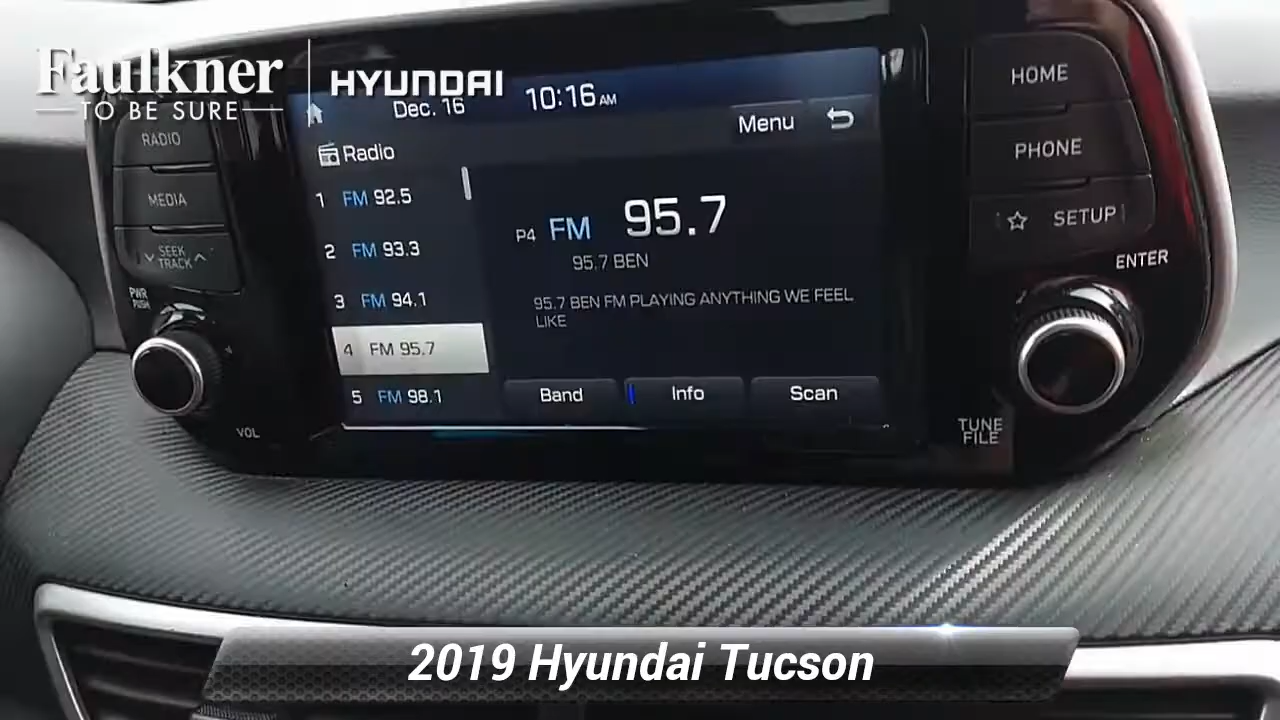 Faulkner
TO BE SURE
HYUNDAI
Dec. 16
10:16 AM
Menu
Radio
1 FM 92.5
2 FM 93.3
3 FM 94.1
4 FM 95.7
5 FM 98.1
P4 FM 95.7
95.7 BEN
95.7 BEN FM PLAYING ANYTHING WE FEEL
LIKE
Band
Info
Scan
RADIO
MEDIA
SEEK
TRACK
PWR
PUSH
VOL
HOME
PHONE
SETUP
ENTER
TUNE
FILE
2019 Hyundai Tucson